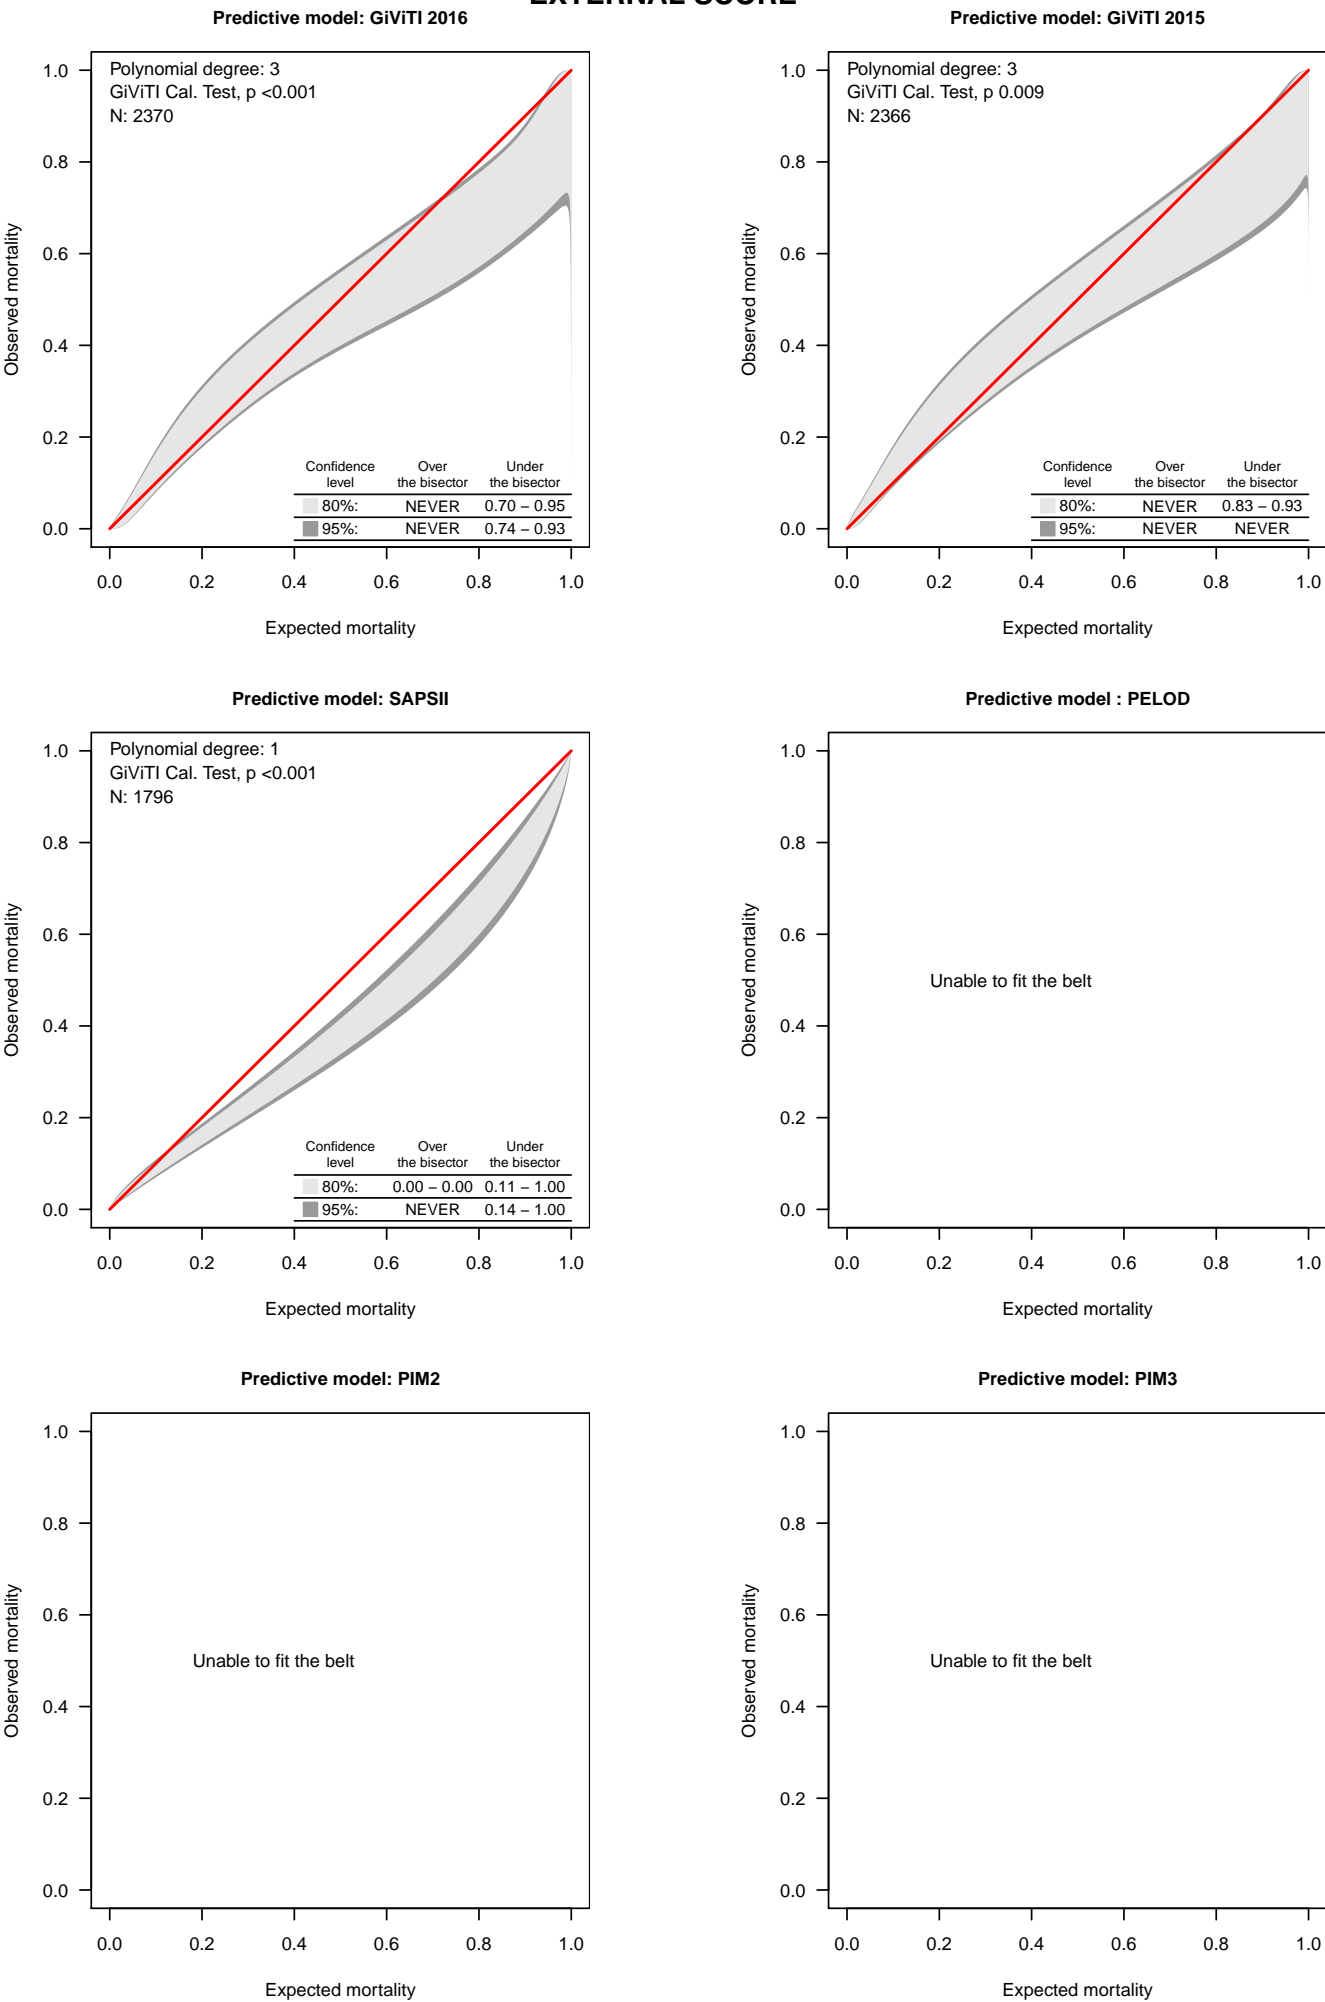 EXTERNAL SCORE
Predictive model: GiViTI 2016
Polynomial degree: 3
GiViTI Cal. Test, p <0.001
N: 2370
Observed mortality
1.0
0.8
0.6
0.4
0.2
0.0
Confidence level Over the bisector Under the bisector
80%: NEVER 0.70 – 0.95
95%: NEVER 0.74 – 0.93
0.0 0.2 0.4 0.6 0.8 1.0
Expected mortality
Predictive model: GiViTI 2015
Polynomial degree: 3
GiViTI Cal. Test, p 0.009
N: 2366
Observed mortality
1.0
0.8
0.6
0.4
0.2
0.0
Confidence level Over the bisector Under the bisector
80%: NEVER 0.83 – 0.93
95%: NEVER NEVER
0.0 0.2 0.4 0.6 0.8 1.0
Expected mortality
Predictive model: SAPSII
Polynomial degree: 1
GiViTI Cal. Test, p <0.001
N: 1796
Observed mortality
1.0
0.8
0.6
0.4
0.2
0.0
Confidence level Over the bisector Under the bisector
80%: 0.00 – 0.00 0.11 – 1.00
95%: NEVER 0.14 – 1.00
0.0 0.2 0.4 0.6 0.8 1.0
Expected mortality
Predictive model : PELOD
Observed mortality
1.0
0.8
0.6
0.4
0.2
0.0
Unable to fit the belt
0.0 0.2 0.4 0.6 0.8 1.0
Expected mortality
Predictive model: PIM2
Observed mortality
1.0
0.8
0.6
0.4
0.2
0.0
Unable to fit the belt
0.0 0.2 0.4 0.6 0.8 1.0
Expected mortality
Predictive model: PIM3
Observed mortality
1.0
0.8
0.6
0.4
0.2
0.0
Unable to fit the belt
0.0 0.2 0.4 0.6 0.8 1.0
Expected mortality